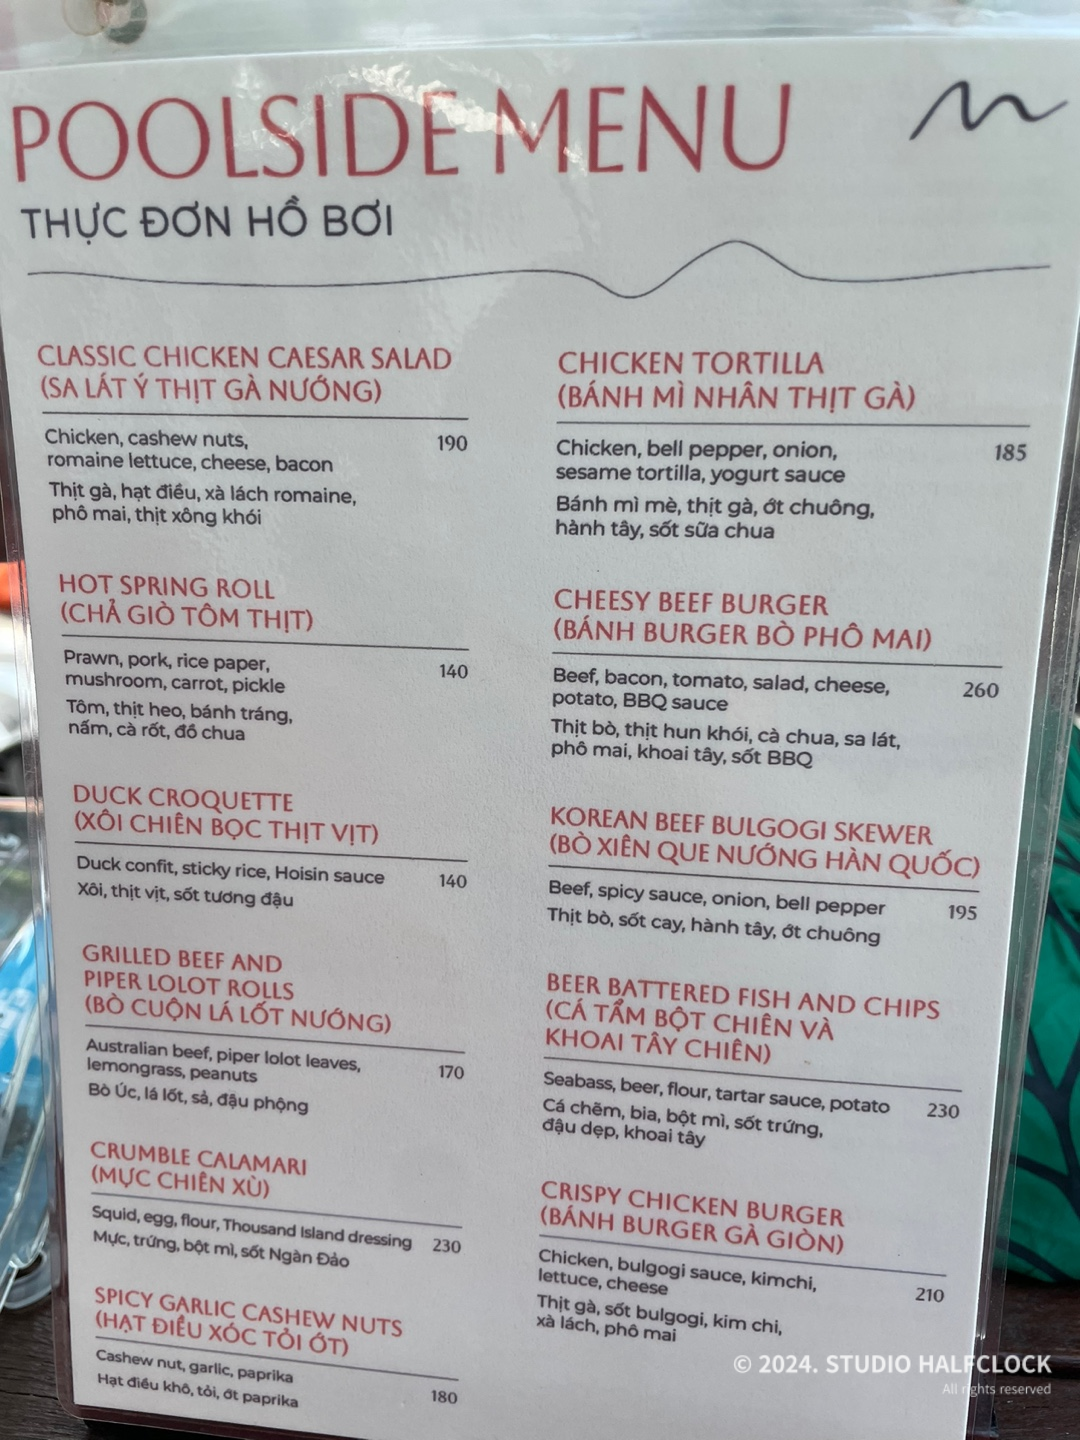 POOLSIDE MENU
THỰC ĐƠN HỒ BƠI
CLASSIC CHICKEN CAESAR SALAD
(SA LÁT Ý THỊT GÀ NƯỚNG)
Chicken, cashew nuts, 190
romaine lettuce, cheese, bacon
Thịt gà, hạt điều, xà lách romaine,
phô mai, thịt xông khói
HOT SPRING ROLL
(CHẢ GIÒ TÔM THỊT)
Prawn, pork, rice paper, 140
mushroom, carrot, pickle
Tôm, thịt heo, bánh tráng,
nấm, cà rốt, đồ chua
DUCK CROQUETTE
(XÔI CHIÊN BỌC THỊT VỊT)
Duck confit, sticky rice, Hoisin sauce 140
Xôi, thịt vịt, sốt tương đậu
GRILLED BEEF AND
PIPER LOLOT ROLLS
(BÒ CUỘN LÁ LỐT NƯỚNG)
Australian beef, piper lolot leaves, 170
lemongrass, peanuts
Bò Úc, lá lốt, sả, đậu phộng
CRUMBLE CALAMARI
(MỰC CHIÊN XÙ)
Squid, egg, flour, Thousand Island dressing 230
Mực, trứng, bột mì, sốt Ngàn Đảo
SPICY GARLIC CASHEW NUTS
(HẠT ĐIỀU XÓC TỎI ỚT)
Cashew nut, garlic, paprika 180
Hạt điều khô, tỏi, ớt paprika
CHICKEN TORTILLA
(BÁNH MÌ NHÂN THỊT GÀ)
Chicken, bell pepper, onion, 185
sesame tortilla, yogurt sauce
Bánh mì mè, thịt gà, ớt chuông,
hành tây, sốt sữa chua
CHEESY BEEF BURGER
(BÁNH BURGER BÒ PHÔ MAI)
Beef, bacon, tomato, salad, cheese, 260
potato, BBQ sauce
Thịt bò, thịt hun khói, cà chua, sa lát,
phô mai, khoai tây, sốt BBQ
KOREAN BEEF BULGOGI SKEWER
(BÒ XIÊN QUE NƯỚNG HÀN QUỐC)
Beef, spicy sauce, onion, bell pepper 195
Thịt bò, sốt cay, hành tây, ớt chuông
BEER BATTERED FISH AND CHIPS
(CÁ TẨM BỘT CHIÊN VÀ
KHOAI TÂY CHIÊN)
Seabass, beer, flour, tartar sauce, potato 230
Cá chẽm, bia, bột mì, sốt trứng,
đậu dẹp, khoai tây
CRISPY CHICKEN BURGER
(BÁNH BURGER GÀ GIÒN)
Chicken, bulgogi sauce, kimchi, 210
lettuce, cheese
Thịt gà, sốt bulgogi, kim chi,
xà lách, phô mai
© 2024. STUDIO HALFCLOCK
All rights reserved